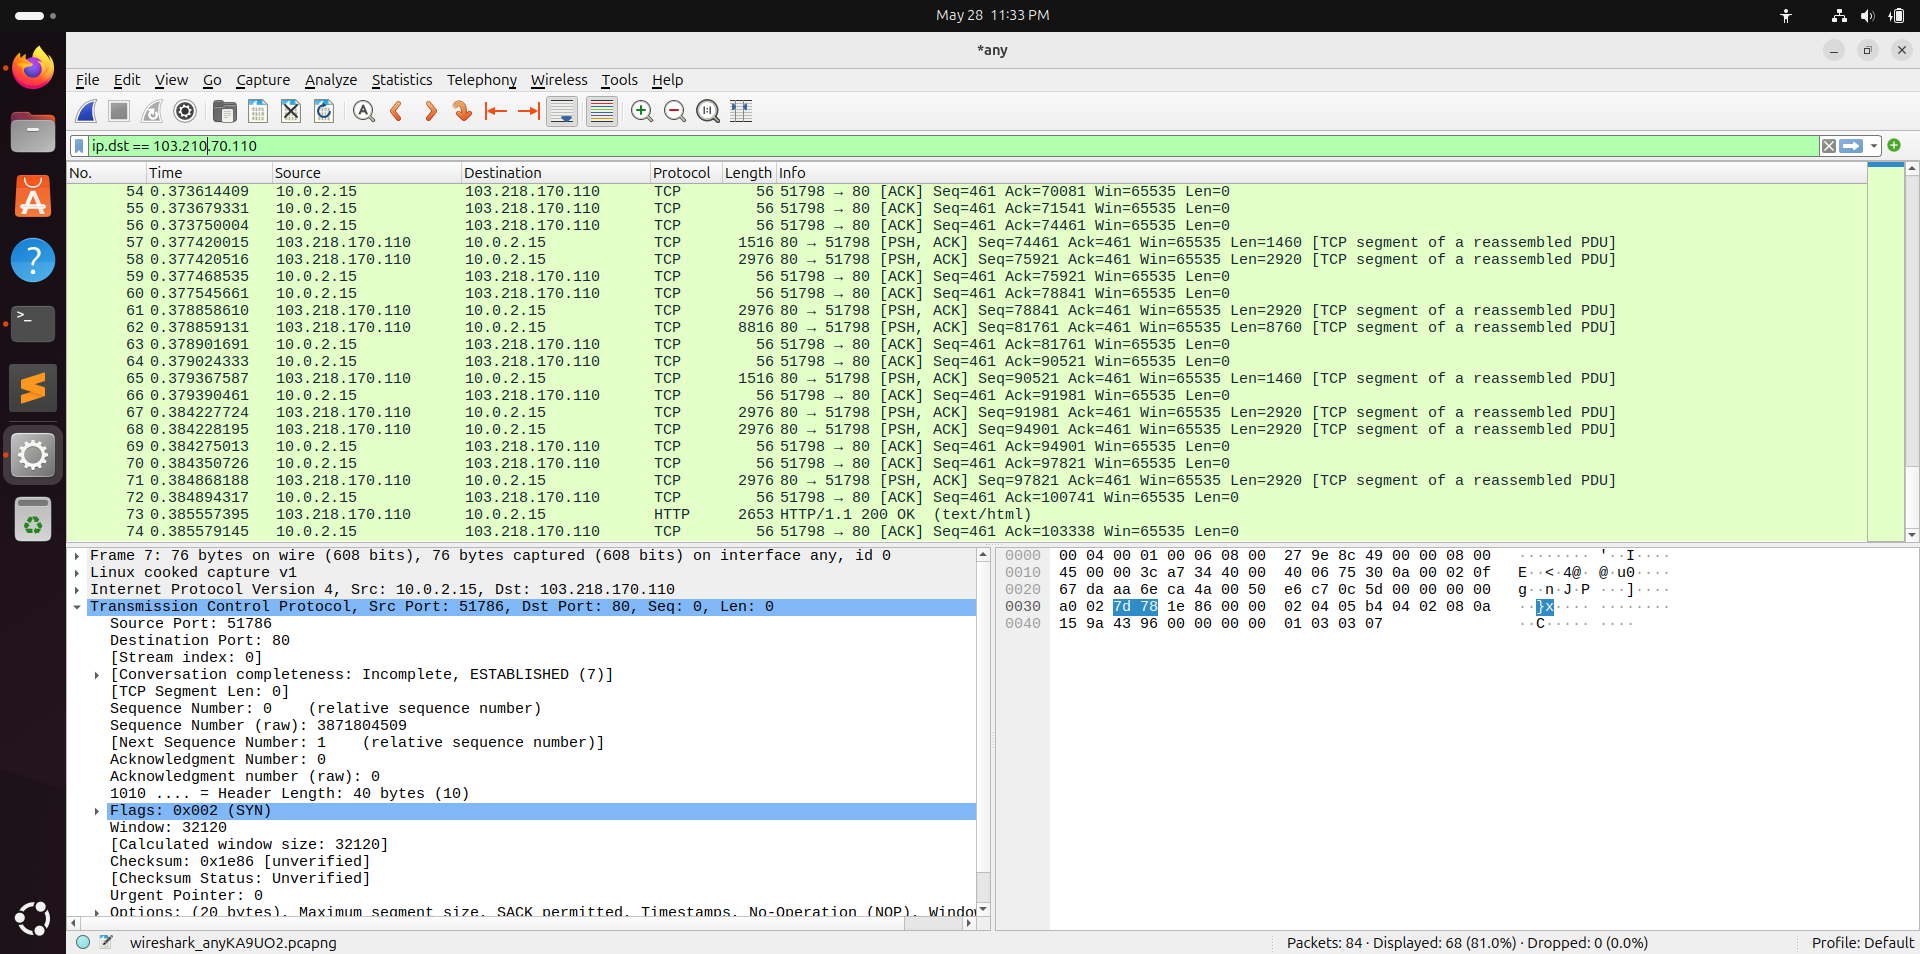 May 28 11:33 PM
*any
File Edit View Go Capture Analyze Statistics Telephony Wireless Tools Help
ip.dst == 103.210.70.110
No. Time Source Destination Protocol Length Info
54 0.373614409 10.0.2.15 103.218.170.110 TCP 56 51798 → 80 [ACK] Seq=461 Ack=70081 Win=65535 Len=0
55 0.373679331 10.0.2.15 103.218.170.110 TCP 56 51798 → 80 [ACK] Seq=461 Ack=71541 Win=65535 Len=0
56 0.373750004 10.0.2.15 103.218.170.110 TCP 56 51798 → 80 [ACK] Seq=461 Ack=74461 Win=65535 Len=0
57 0.377420015 103.218.170.110 10.0.2.15 TCP 1516 80 → 51798 [PSH, ACK] Seq=74461 Ack=461 Win=65535 Len=1460 [TCP segment of a reassembled PDU]
58 0.377420516 103.218.170.110 10.0.2.15 TCP 2976 80 → 51798 [PSH, ACK] Seq=75921 Ack=461 Win=65535 Len=2920 [TCP segment of a reassembled PDU]
59 0.377468535 10.0.2.15 103.218.170.110 TCP 56 51798 → 80 [ACK] Seq=461 Ack=75921 Win=65535 Len=0
60 0.377545661 10.0.2.15 103.218.170.110 TCP 56 51798 → 80 [ACK] Seq=461 Ack=78841 Win=65535 Len=0
61 0.378858610 103.218.170.110 10.0.2.15 TCP 2976 80 → 51798 [PSH, ACK] Seq=78841 Ack=461 Win=65535 Len=2920 [TCP segment of a reassembled PDU]
62 0.378859131 103.218.170.110 10.0.2.15 TCP 8816 80 → 51798 [PSH, ACK] Seq=81761 Ack=461 Win=65535 Len=8760 [TCP segment of a reassembled PDU]
63 0.378901691 10.0.2.15 103.218.170.110 TCP 56 51798 → 80 [ACK] Seq=461 Ack=81761 Win=65535 Len=0
64 0.379024333 10.0.2.15 103.218.170.110 TCP 56 51798 → 80 [ACK] Seq=461 Ack=90521 Win=65535 Len=0
65 0.379367587 103.218.170.110 10.0.2.15 TCP 1516 80 → 51798 [PSH, ACK] Seq=90521 Ack=461 Win=65535 Len=1460 [TCP segment of a reassembled PDU]
66 0.379390461 10.0.2.15 103.218.170.110 TCP 56 51798 → 80 [ACK] Seq=461 Ack=91981 Win=65535 Len=0
67 0.384227724 103.218.170.110 10.0.2.15 TCP 2976 80 → 51798 [PSH, ACK] Seq=91981 Ack=461 Win=65535 Len=2920 [TCP segment of a reassembled PDU]
68 0.384228195 103.218.170.110 10.0.2.15 TCP 2976 80 → 51798 [PSH, ACK] Seq=94901 Ack=461 Win=65535 Len=2920 [TCP segment of a reassembled PDU]
69 0.384275013 10.0.2.15 103.218.170.110 TCP 56 51798 → 80 [ACK] Seq=461 Ack=94901 Win=65535 Len=0
70 0.384350726 10.0.2.15 103.218.170.110 TCP 56 51798 → 80 [ACK] Seq=461 Ack=97821 Win=65535 Len=0
71 0.384868188 103.218.170.110 10.0.2.15 TCP 2976 80 → 51798 [PSH, ACK] Seq=97821 Ack=461 Win=65535 Len=2920 [TCP segment of a reassembled PDU]
72 0.384894317 10.0.2.15 103.218.170.110 TCP 56 51798 → 80 [ACK] Seq=461 Ack=100741 Win=65535 Len=0
73 0.385557395 103.218.170.110 10.0.2.15 HTTP 2653 HTTP/1.1 200 OK (text/html)
74 0.385579145 10.0.2.15 103.218.170.110 TCP 56 51798 → 80 [ACK] Seq=461 Ack=103338 Win=65535 Len=0
Frame 7: 76 bytes on wire (608 bits), 76 bytes captured (608 bits) on interface any, id 0
Linux cooked capture v1
Internet Protocol Version 4, Src: 10.0.2.15, Dst: 103.218.170.110
Transmission Control Protocol, Src Port: 51786, Dst Port: 80, Seq: 0, Len: 0
Source Port: 51786
Destination Port: 80
[Stream index: 0]
[Conversation completeness: Incomplete, ESTABLISHED (7)]
[TCP Segment Len: 0]
Sequence Number: 0 (relative sequence number)
Sequence Number (raw): 3871804509
[Next Sequence Number: 1 (relative sequence number)]
Acknowledgment Number: 0
Acknowledgment number (raw): 0
1010 .... = Header Length: 40 bytes (10)
Flags: 0x002 (SYN)
Window: 32120
[Calculated window size: 32120]
Checksum: 0x1e86 [unverified]
[Checksum Status: Unverified]
Urgent Pointer: 0
Options: (20 bytes), Maximum segment size, SACK permitted, Timestamps, No-Operation (NOP), Windo
0000 00 04 00 01 00 06 08 00 27 9e 8c 49 00 00 08 00 ········ '··I····
0010 45 00 00 3c a7 34 40 00 40 06 75 30 0a 00 02 0f E··<·4@· @·u0····
0020 67 da aa 6e ca 4a 00 50 e6 c7 0c 5d 00 00 00 00 g··n·J·P ···]····
0030 a0 02 7d 78 1e 86 00 00 02 04 05 b4 04 02 08 0a ··}x···· ········
0040 15 9a 43 96 00 00 00 00 01 03 03 07 ··C····· ····
wireshark_anyKA9UO2.pcapng
Packets: 84 · Displayed: 68 (81.0%) · Dropped: 0 (0.0%)
Profile: Default